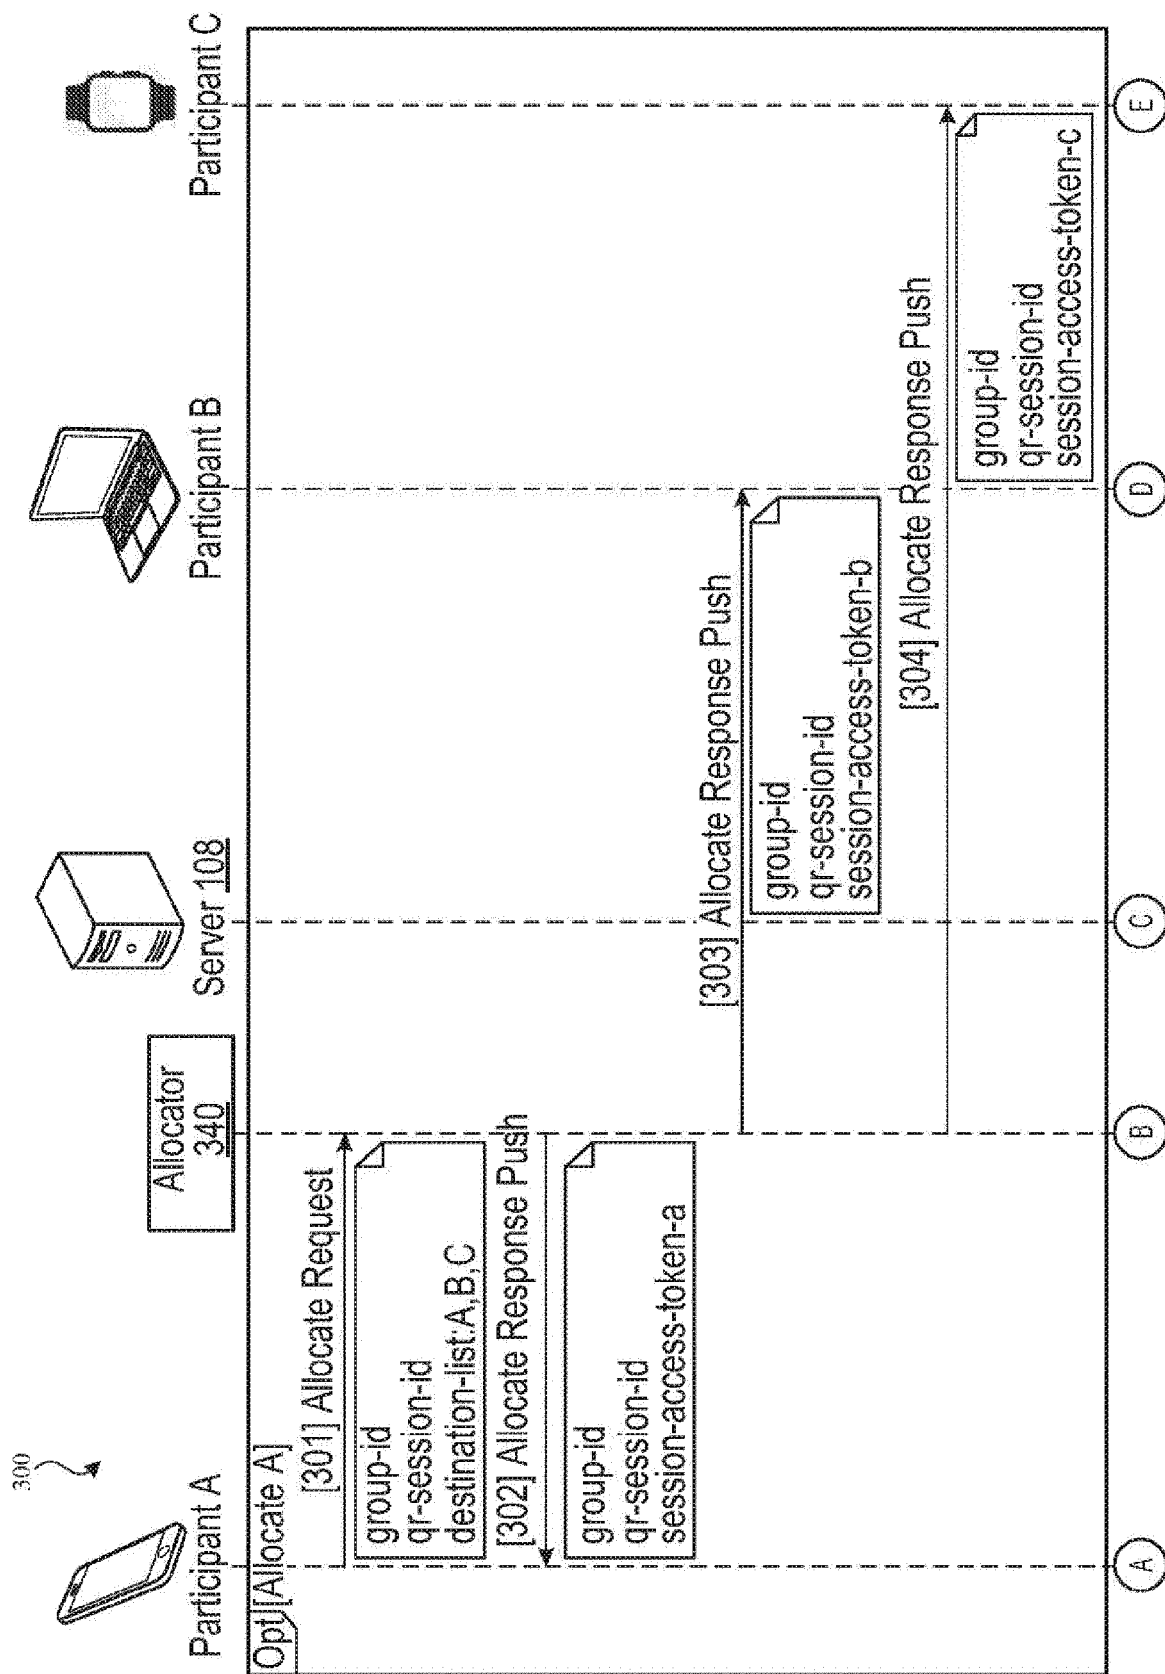 300
Participant A
Allocator
340
Server 108
Participant B
Participant C
Opt [Allocate A]
[301] Allocate Request
group-id
qr-session-id
destination-list:A,B,C
[302] Allocate Response Push
group-id
qr-session-id
session-access-token-a
[303] Allocate Response Push
group-id
qr-session-id
session-access-token-b
[304] Allocate Response Push
group-id
qr-session-id
session-access-token-c
A
B
C
D
E